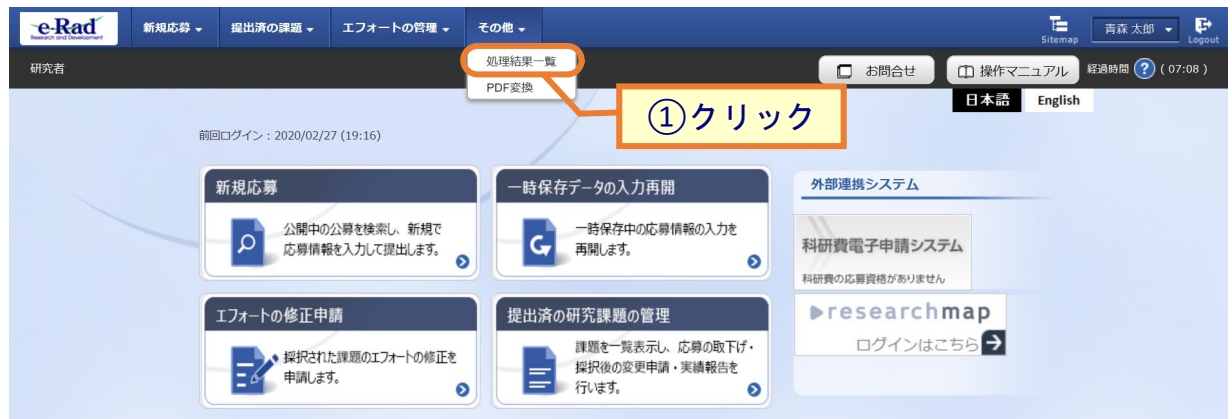 e-Rad
Research and Development
新規応募
提出済の課題
エフォートの管理
その他
Sitemap
青森 太郎
Logout
研究者
処理結果一覧
PDF変換
お問合せ
操作マニュアル
経過時間 ? ( 07:08 )
①クリック
日本語 English
前回ログイン : 2020/02/27 (19:16)
新規応募
公開中の公募を検索し、新規で
応募情報を入力して提出します。
一時保存データの入力再開
一時保存中の応募情報の入力を
再開します。
外部連携システム
科研費電子申請システム
科研費の応募資格がありません
エフォートの修正申請
採択された課題のエフォートの修正を
申請します。
提出済の研究課題の管理
課題を一覧表示し、応募の取下げ・
採択後の変更申請・実績報告を
行います。
researchmap
ログインはこちら